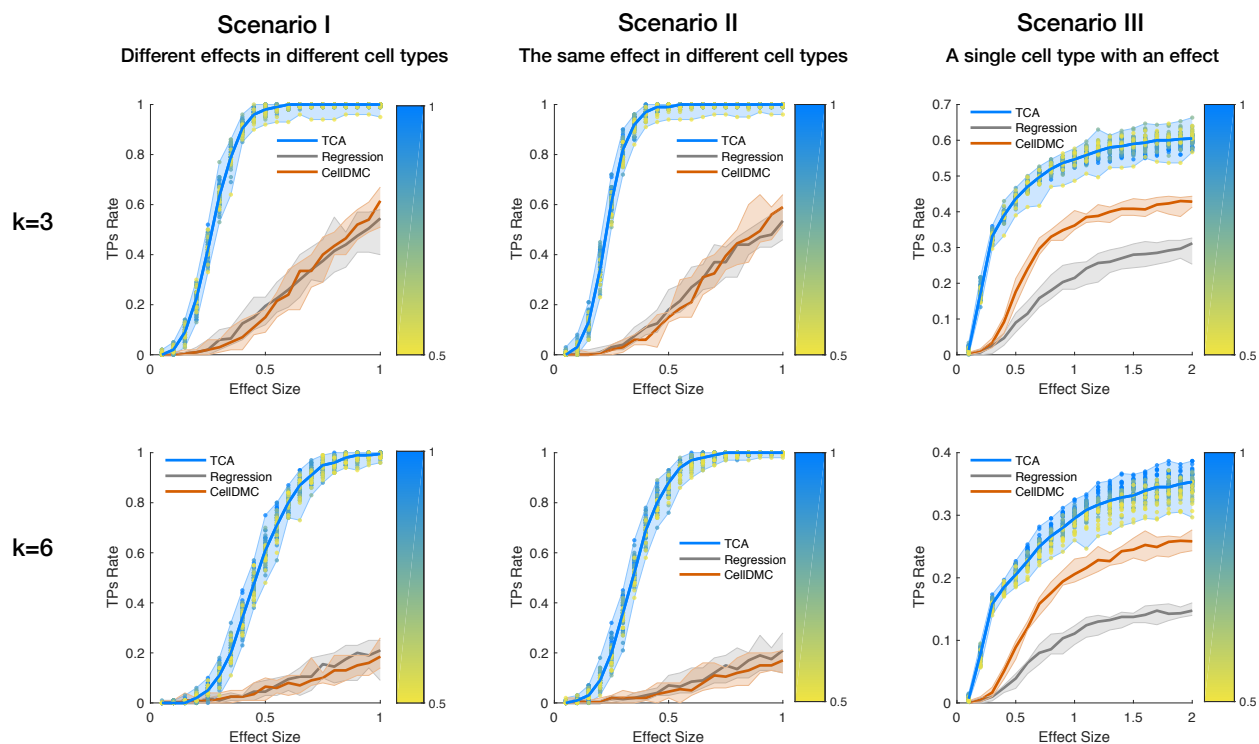 Scenario I
Different effects in different cell types
Scenario II
The same effect in different cell types
Scenario III
A single cell type with an effect
k=3
TPs Rate
1
0.8
0.6
0.4
0.2
0
0
0.5
1
Effect Size
TCA
Regression
CellDMC
1
0.5
TPs Rate
1
0.8
0.6
0.4
0.2
0
0
0.5
1
Effect Size
TCA
Regression
CellDMC
1
0.5
TPs Rate
0.7
0.6
0.5
0.4
0.3
0.2
0.1
0
0
0.5
1
1.5
2
Effect Size
TCA
Regression
CellDMC
1
0.5
k=6
TPs Rate
1
0.8
0.6
0.4
0.2
0
0
0.5
1
Effect Size
TCA
Regression
CellDMC
1
0.5
TPs Rate
1
0.8
0.6
0.4
0.2
0
0
0.5
1
Effect Size
TCA
Regression
CellDMC
1
0.5
TPs Rate
0.4
0.3
0.2
0.1
0
0
0.5
1
1.5
2
Effect Size
TCA
Regression
CellDMC
1
0.5